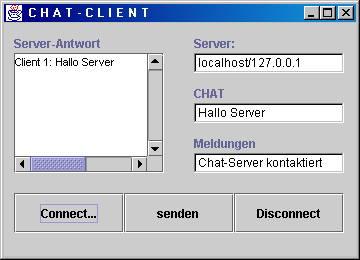 CHAT-CLIENT
Server-Antwort
Client 1: Hallo Server
Server:
localhost/127.0.0.1
CHAT
Hallo Server
Meldungen
Chat-Server kontaktiert
Connect...
senden
Disconnect